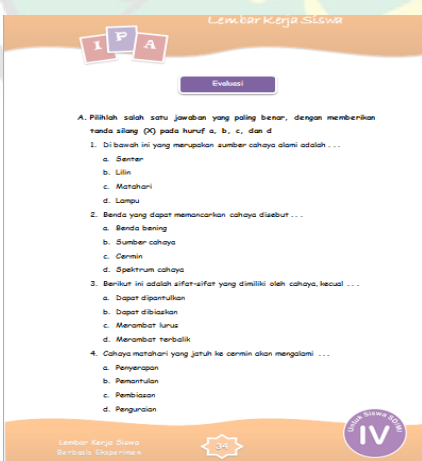 Lembar Kerja Siswa
I P A
Evaluasi
A. Pilihlah salah satu jawaban yang paling benar, dengan memberikan
tanda silang (X) pada huruf a, b, c, dan d
1. Di bawah ini yang merupakan sumber cahaya alami adalah . . .
a. Senter
b. Lilin
c. Matahari
d. Lampu
2. Benda yang dapat memancarkan cahaya disebut . . .
a. Benda bening
b. Sumber cahaya
c. Cermin
d. Spektrum cahaya
3. Berikut ini adalah sifat-sifat yang dimiliki oleh cahaya, kecual . . .
a. Dapat dipantulkan
b. Dapat dibiaskan
c. Merambat lurus
d. Merambat terbalik
4. Cahaya matahari yang jatuh ke cermin akan mengalami . . .
a. Penyerapan
b. Pemantulan
c. Pembiasan
d. Penguraian
Lembar Kerja Siswa
Berbasis Eksperimen
34
Untuk Siswa SD/MI
IV